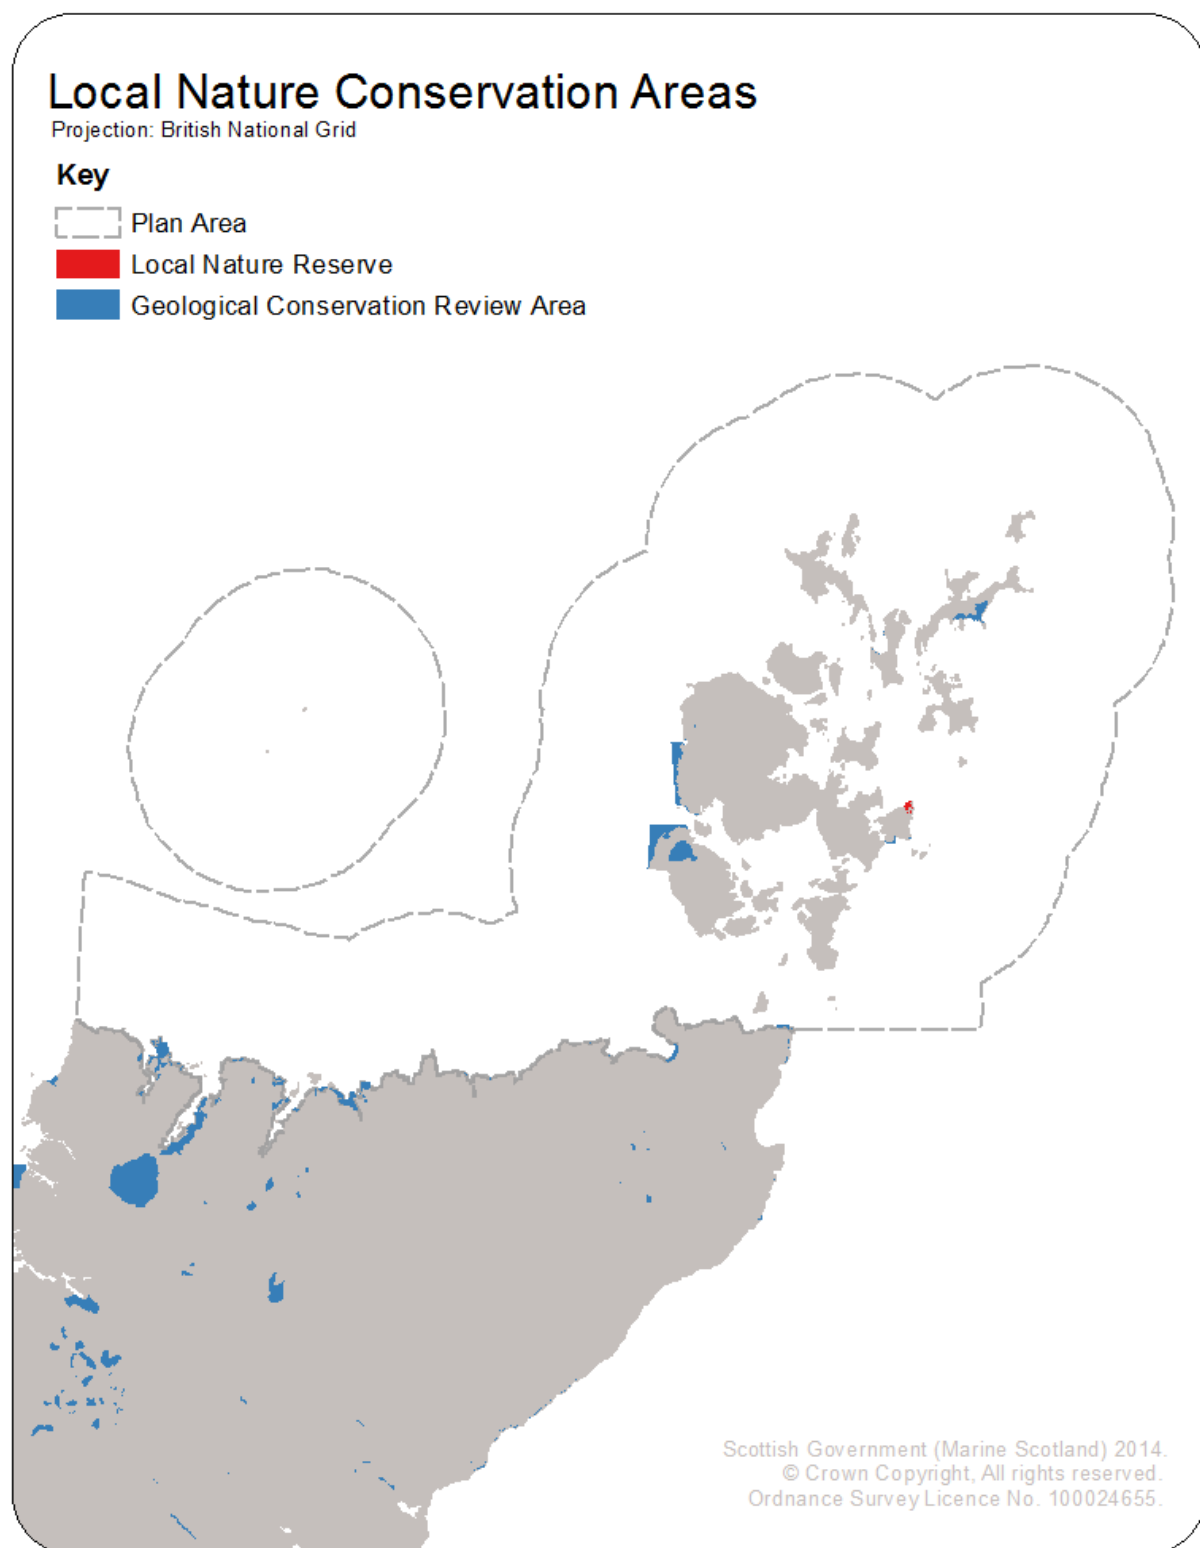 Local Nature Conservation Areas
Projection: British National Grid
Key
Plan Area
Local Nature Reserve
Geological Conservation Review Area
Scottish Government (Marine Scotland) 2014.
© Crown Copyright, All rights reserved.
Ordnance Survey Licence No. 100024655.